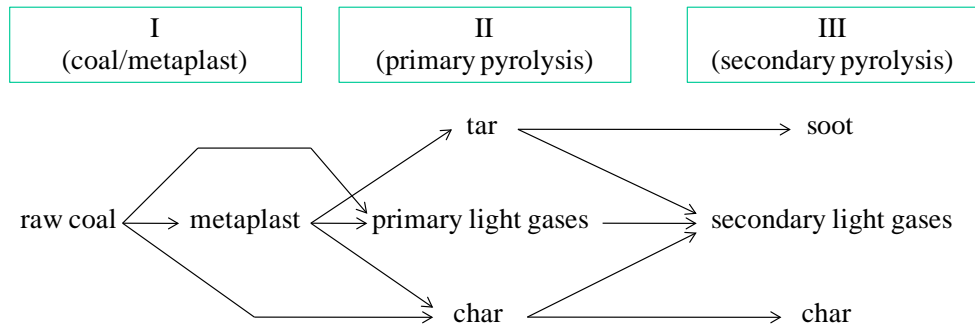 I
(coal/metaplast)
II
(primary pyrolysis)
III
(secondary pyrolysis)
tar
soot
raw coal
metaplast
primary light gases
secondary light gases
char
char